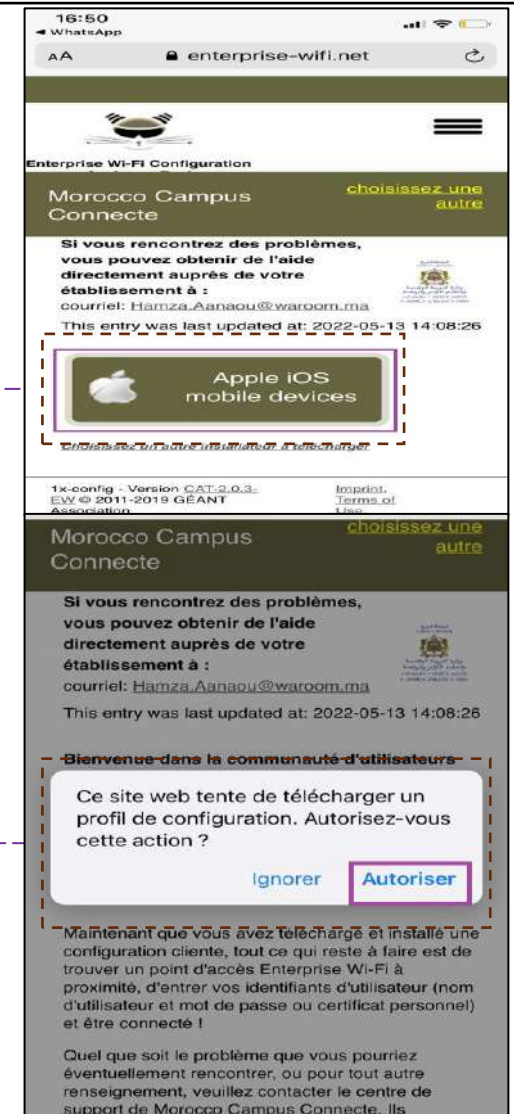 16:50
WhatsApp
AA enterprise-wifi.net
Enterprise Wi-Fi Configuration
Morocco Campus
Connecte
choisissez une
autre
Si vous rencontrez des problèmes,
vous pouvez obtenir de l'aide
directement auprès de votre
établissement à :
courriel: Hamza.Aanaou@waroom.ma
This entry was last updated at: 2022-05-13 14:08:26
Apple iOS
mobile devices
Choisissez un autre installateur à télécharger
1x-config - Version CAT-2.0.3-
EW © 2011-2019 GÉANT
Association
Imprint,
Terms of
Use
Morocco Campus
Connecte
choisissez une
autre
Si vous rencontrez des problèmes,
vous pouvez obtenir de l'aide
directement auprès de votre
établissement à :
courriel: Hamza.Aanaou@waroom.ma
This entry was last updated at: 2022-05-13 14:08:26
Bienvenue dans la communauté d'utilisateurs
Ce site web tente de télécharger un
profil de configuration. Autorisez-vous
cette action ?
Ignorer Autoriser
Maintenant que vous avez téléchargé et installé une
configuration cliente, tout ce qui reste à faire est de
trouver un point d'accès Enterprise Wi-Fi à
proximité, d'entrer vos identifiants d'utilisateur (nom
d'utilisateur et mot de passe ou certificat personnel)
et être connecté !
Quel que soit le problème que vous pourriez
éventuellement rencontrer, ou pour tout autre
renseignement, veuillez contacter le centre de
support de Morocco Campus Connecte. Ils